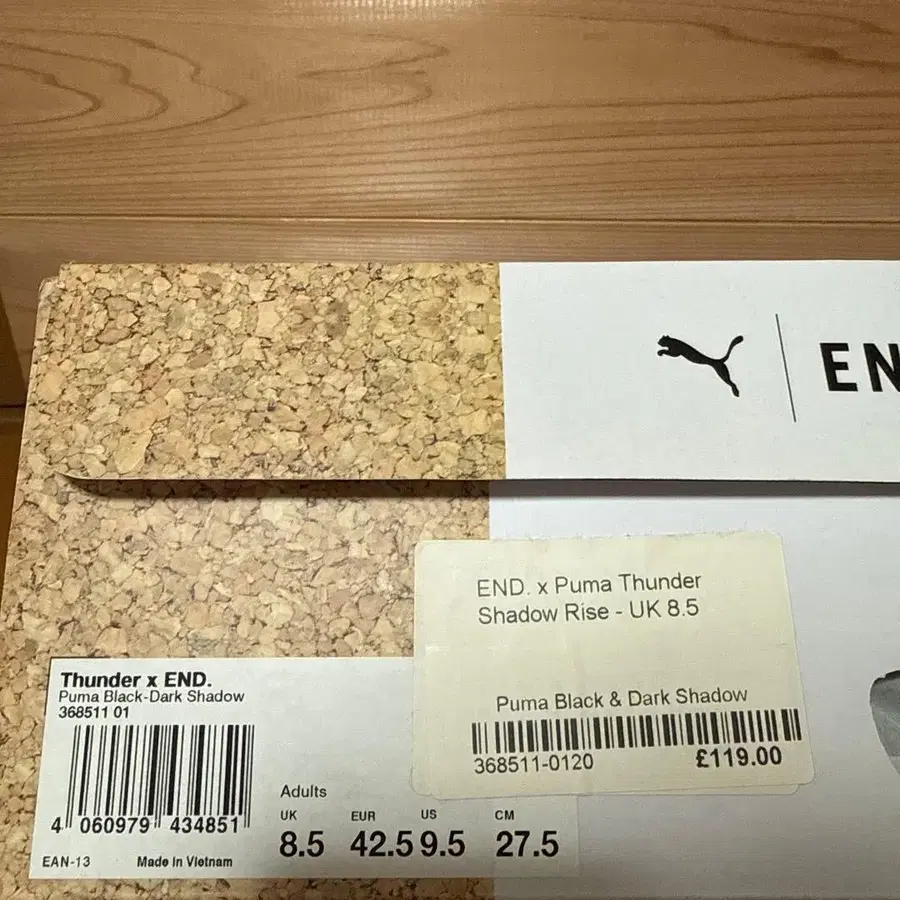 EN
END. x Puma Thunder
Shadow Rise - UK 8.5
Puma Black & Dark Shadow
368511-0120 £119.00
Thunder x END.
Puma Black-Dark Shadow
368511 01
4 060979 434851
EAN-13 Made in Vietnam
Adults
UK EUR US CM
8.5 42.5 9.5 27.5